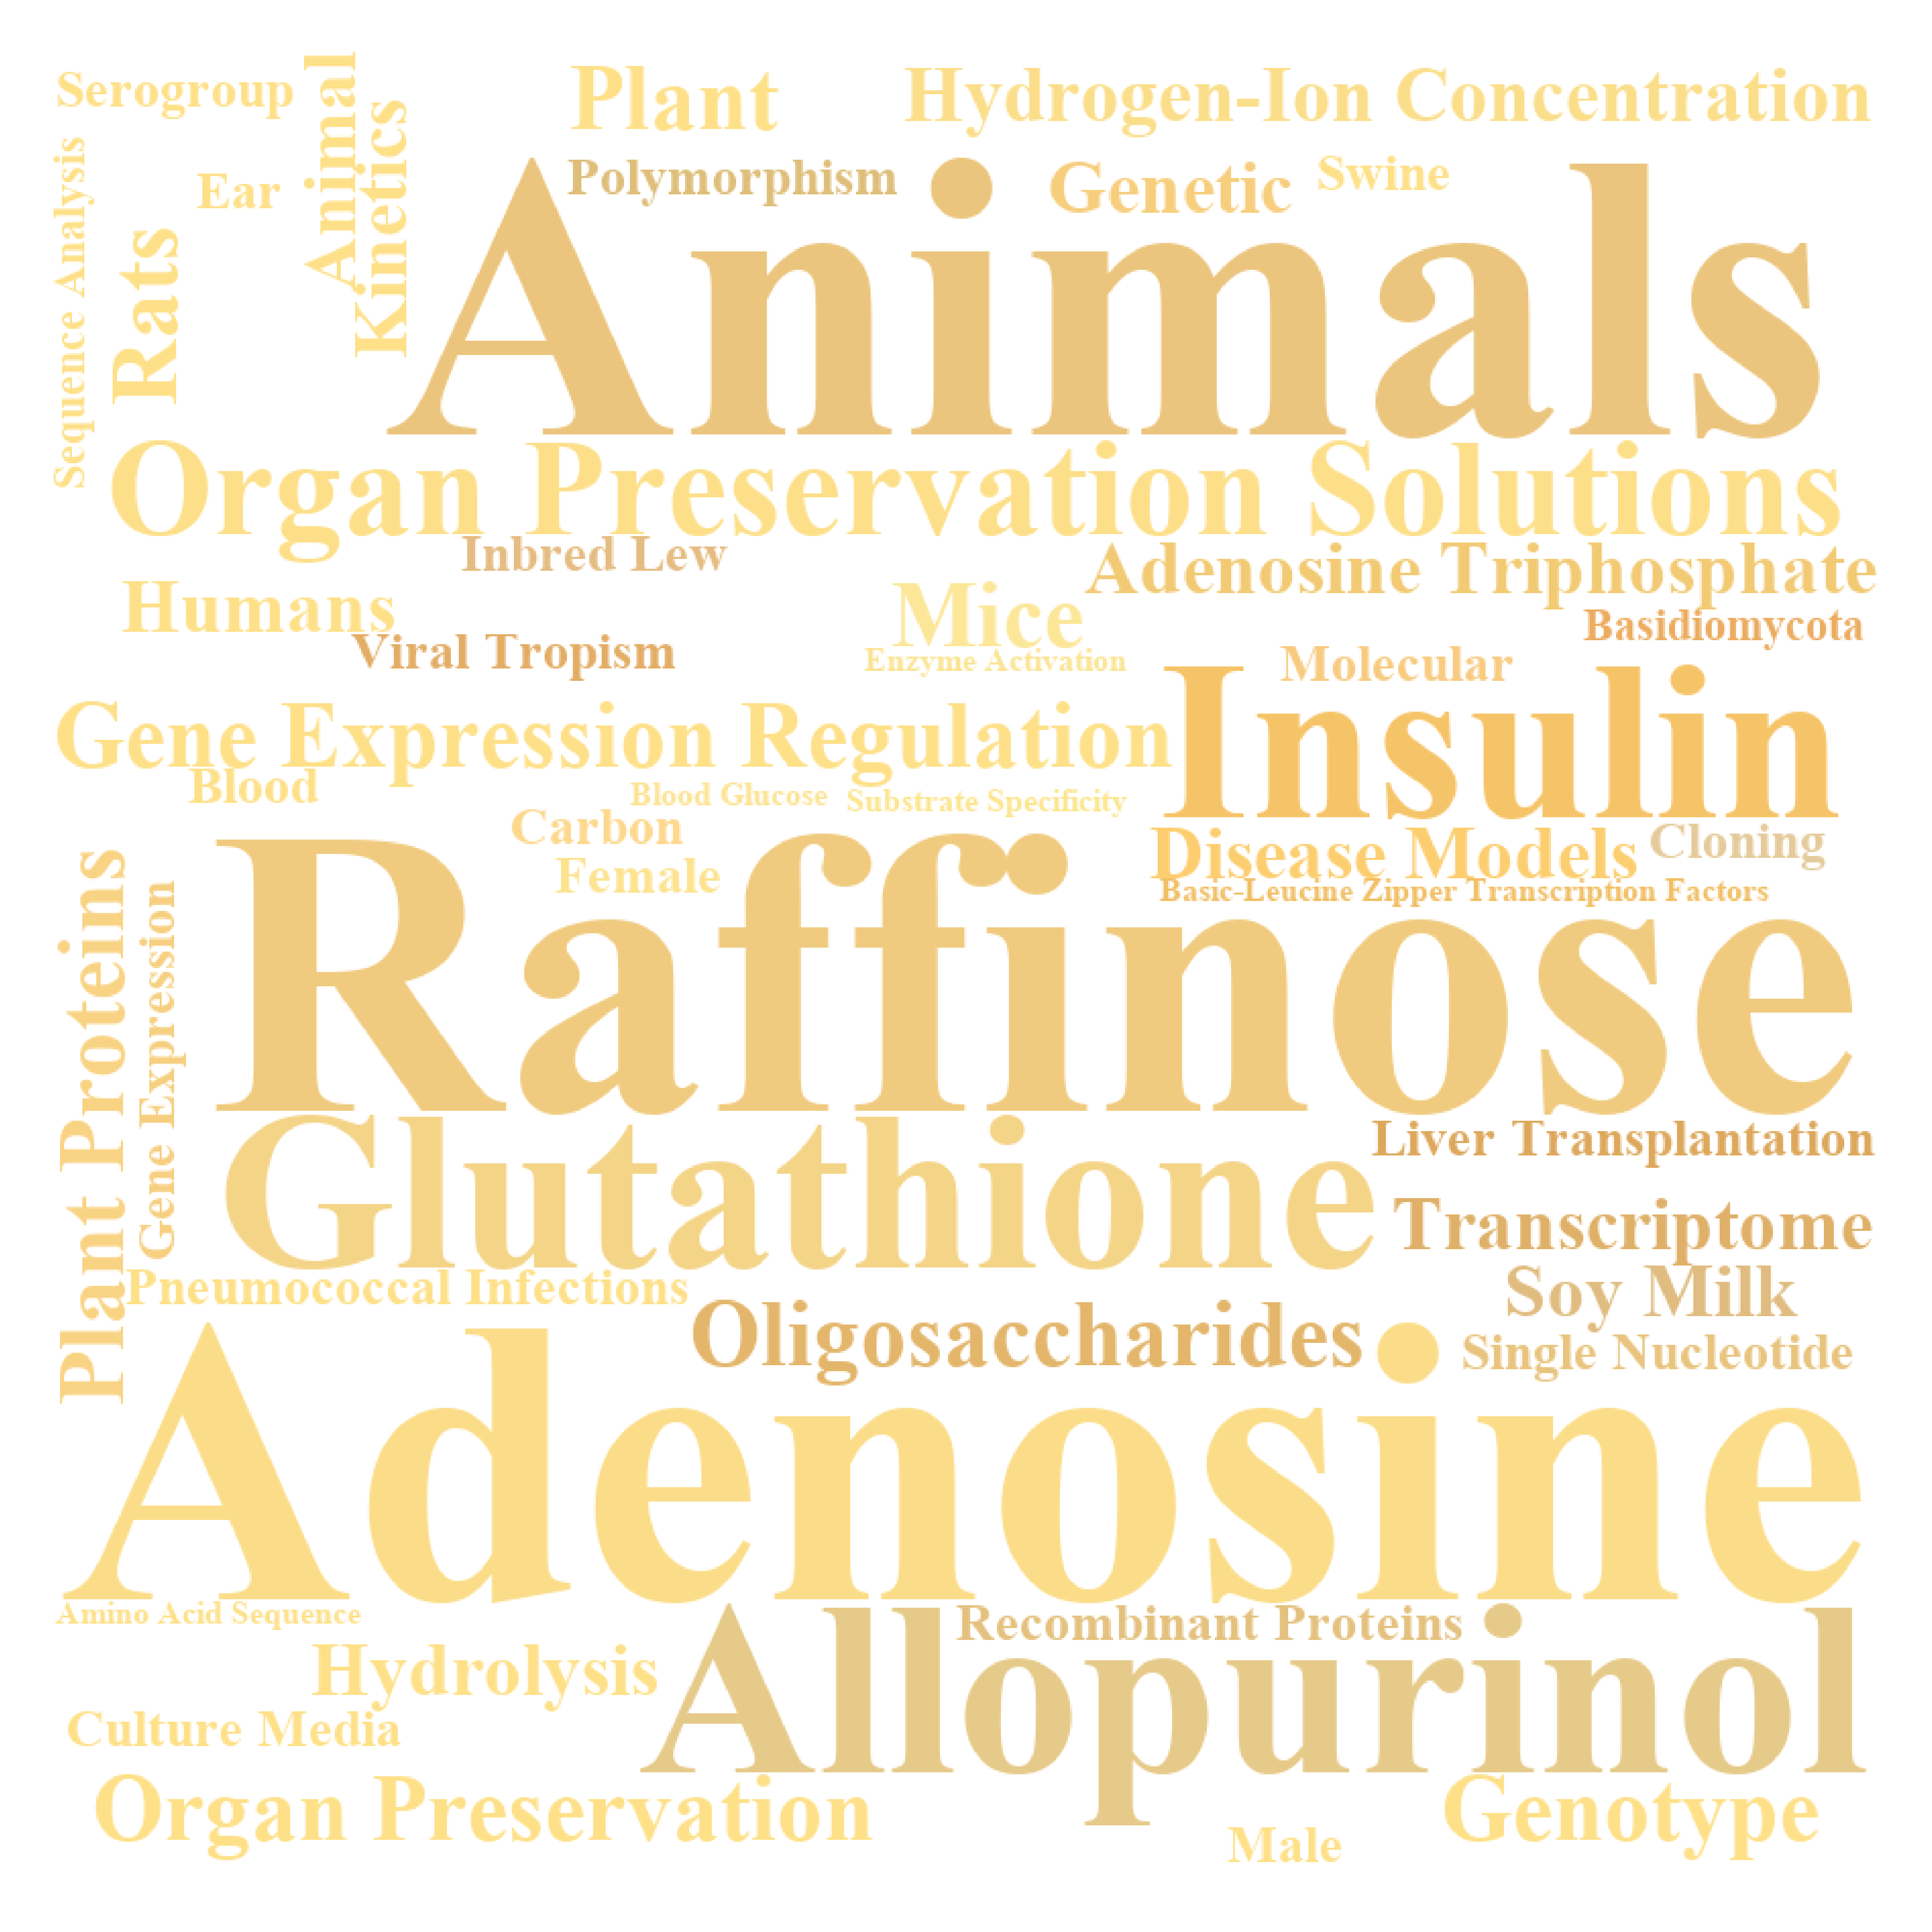 Serogroup
Animal
Plant
Hydrogen-Ion Concentration
Kinetics
Sequence Analysis
Ear
Polymorphism
Genetic
Swine
Rats
Animals
Organ Preservation Solutions
Inbred Lew
Adenosine Triphosphate
Humans
Mice
Basidiomycota
Viral Tropism
Enzyme Activation
Molecular
Insulin
Gene Expression Regulation
Blood
Blood Glucose
Substrate Specificity
Carbon
Disease Models
Cloning
Female
Basic-Leucine Zipper Transcription Factors
Plant Proteins
Gene Expression
Raffinose
Glutathione
Liver Transplantation
Transcriptome
Pneumococcal Infections
Soy Milk
Oligosaccharides
Single Nucleotide
Adenosine
Amino Acid Sequence
Recombinant Proteins
Hydrolysis
Allopurinol
Culture Media
Organ Preservation
Genotype
Male